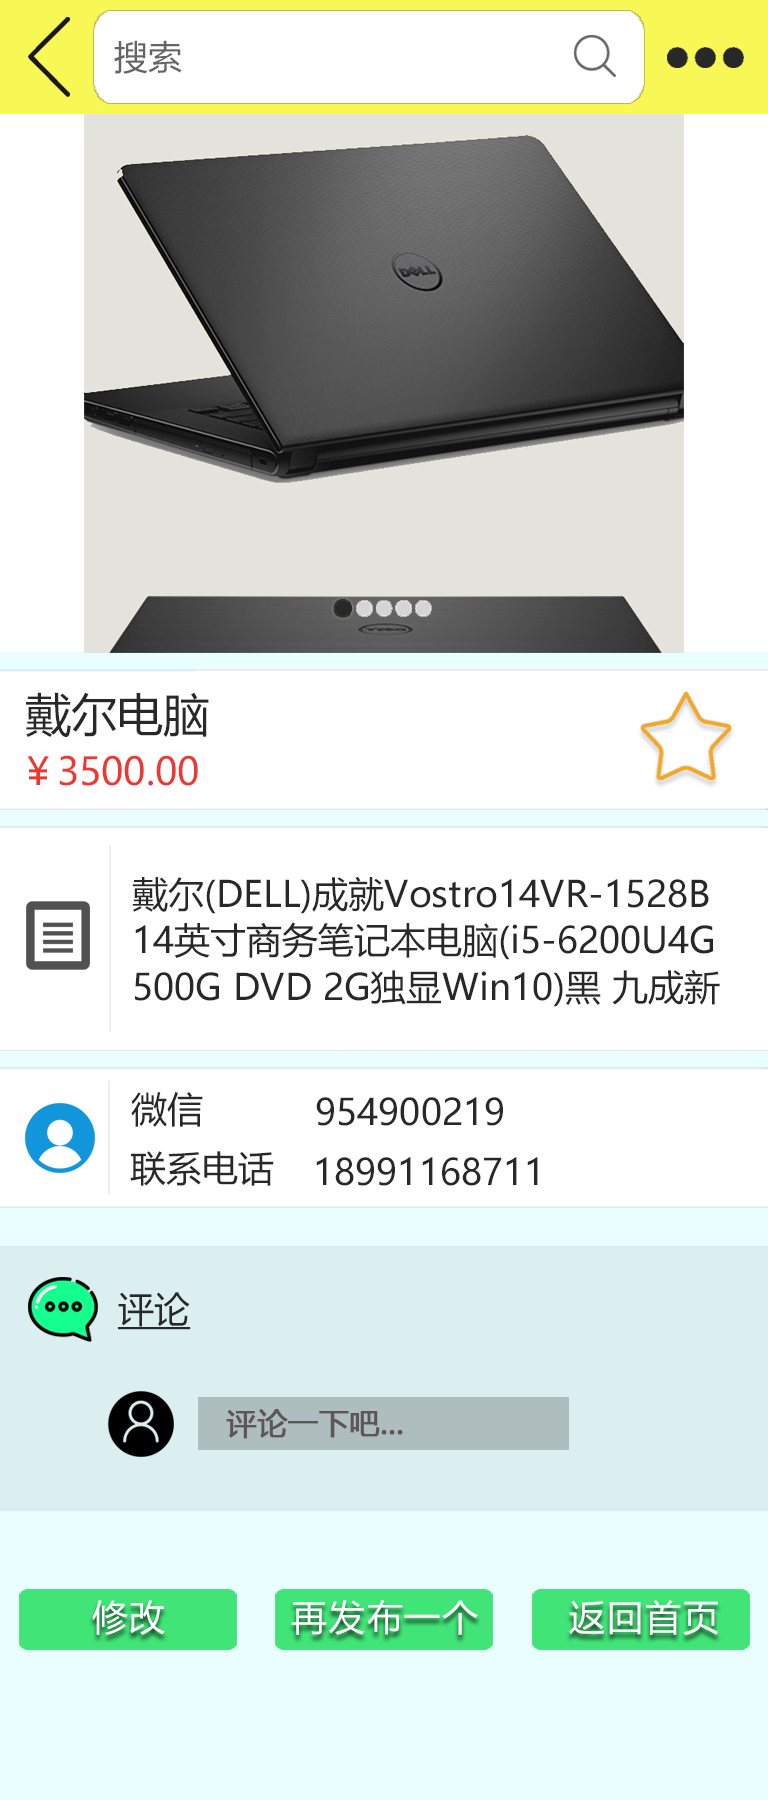 搜索
DELL
戴尔电脑
¥ 3500.00
戴尔(DELL)成就Vostro14VR-1528B
14英寸商务笔记本电脑(i5-6200U4G
500G DVD 2G独显Win10)黑 九成新
微信 954900219
联系电话 18991168711
评论
评论一下吧...
修改 再发布一个 返回首页